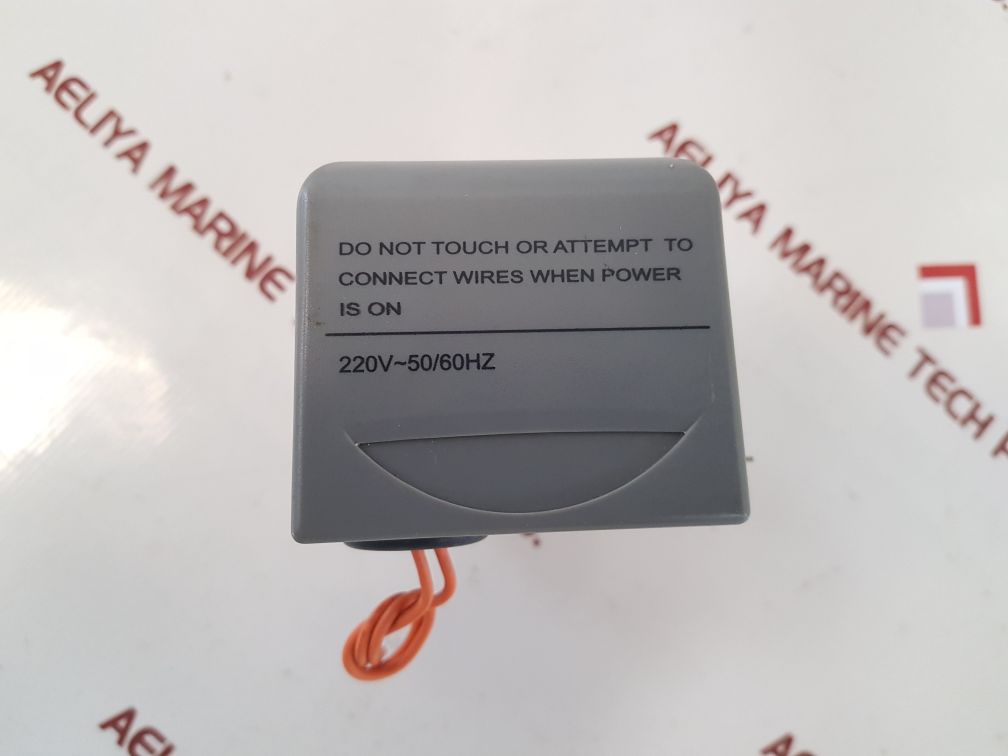 AELIYA MARINE
AELIYA MARINE TECH
DO NOT TOUCH OR ATTEMPT TO
CONNECT WIRES WHEN POWER
IS ON
220V~50/60HZ